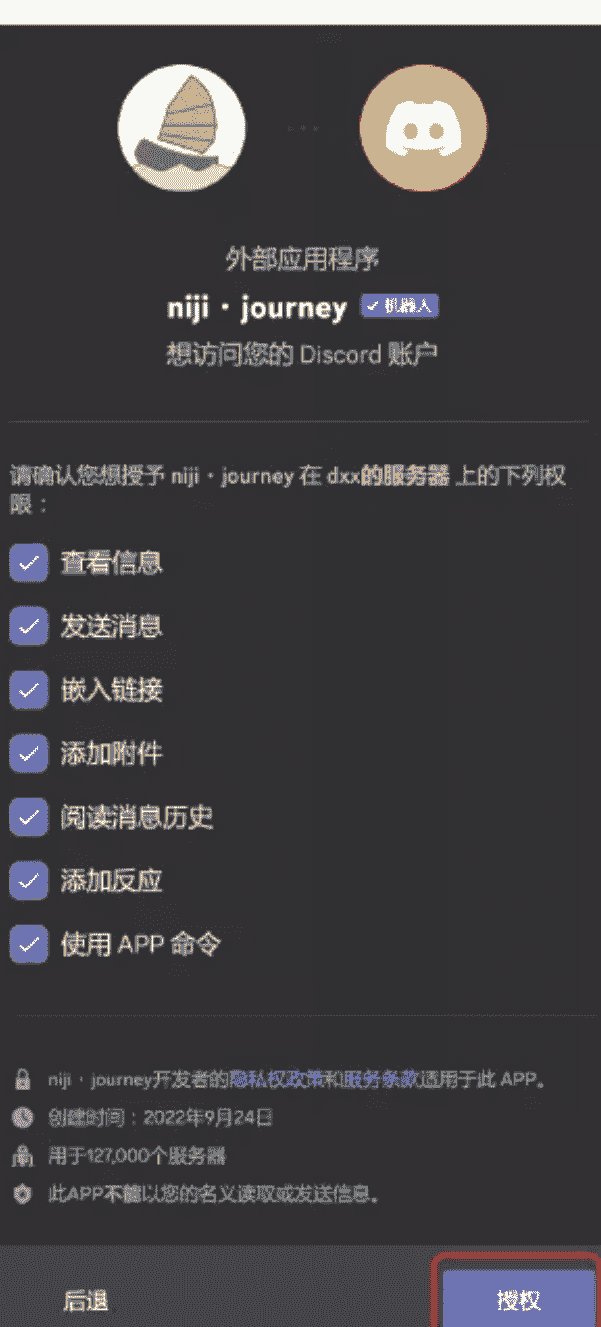 外部应用程序
niji・journey ✓ 机器人
想访问您的 Discord 账户
请确认您想授予 niji・journey 在 dxx的服务器 上的下列权
限：
查看信息
发送消息
嵌入链接
添加附件
阅读消息历史
添加反应
使用 APP 命令
niji・journey开发者的隐私权政策和服务条款适用于此 APP。
创建时间：2022年9月24日
用于127,000个服务器
此APP不能以您的名义读取或发送信息。
后退 授权